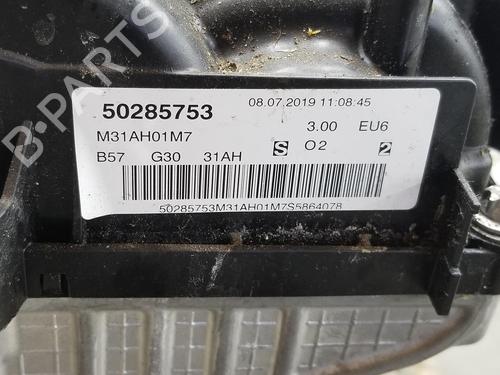 B-PARTS
50285753 08.07.2019 11:08:45
M31AH01M7 3.00 EU6
B57 G30 31AH S O2 2
50285753M31AH01M7S5864078